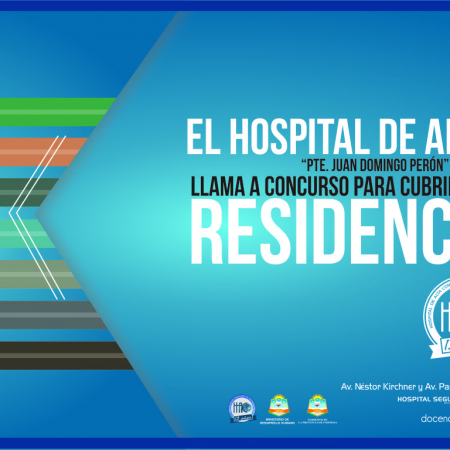 EL HOSPITAL DE AL
"PTE. JUAN DOMINGO PERÓN"
LLAMA A CONCURSO PARA CUBRI
RESIDENC
Av. Néstor Kirchner y Av. Pa
HOSPITAL SEGU
docenc